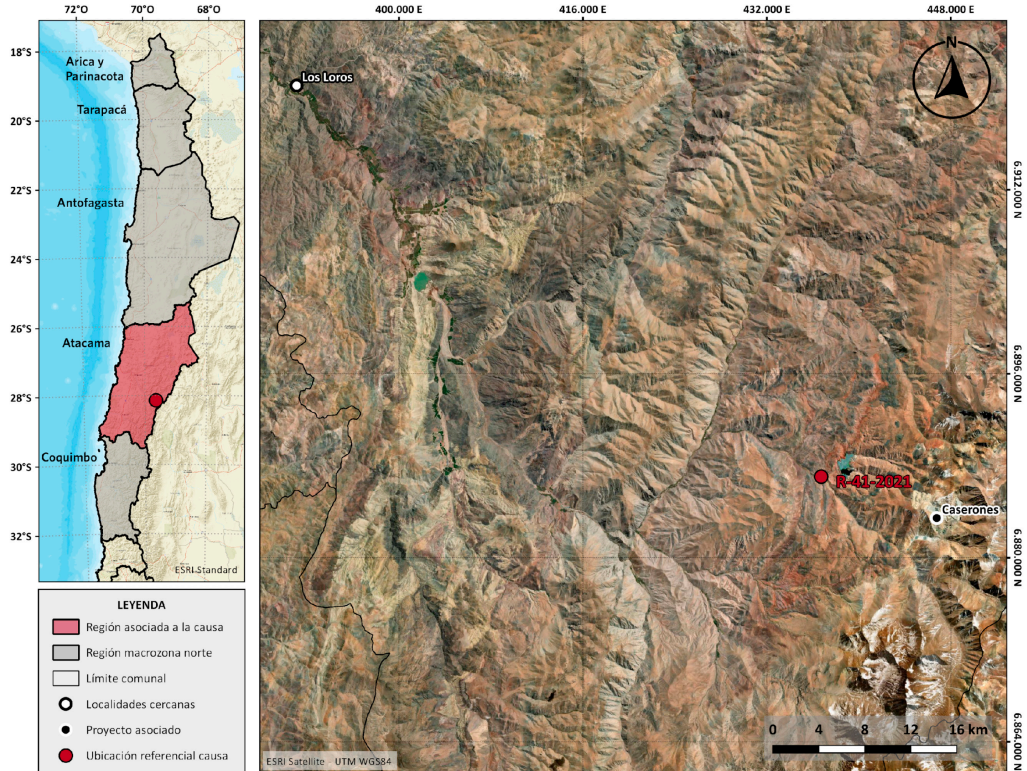 72°O 70°O 68°O
18°S
20°S
22°S
24°S
26°S
28°S
30°S
32°S
Arica y
Parinacota
Tarapacá
Antofagasta
Atacama
Coquimbo
ESRI Standard
LEYENDA
Región asociada a la causa
Región macrozona norte
Límite comunal
Localidades cercanas
Proyecto asociado
Ubicación referencial causa
400.000 E 416.000 E 432.000 E 448.000 E
N
Los Loros
6.912.000 N
6.896.000 N
R-41-2021
Caserones
6.880.000 N
6.864.000 N
0 4 8 12 16 km
ESRI Satellite UTM WGS84